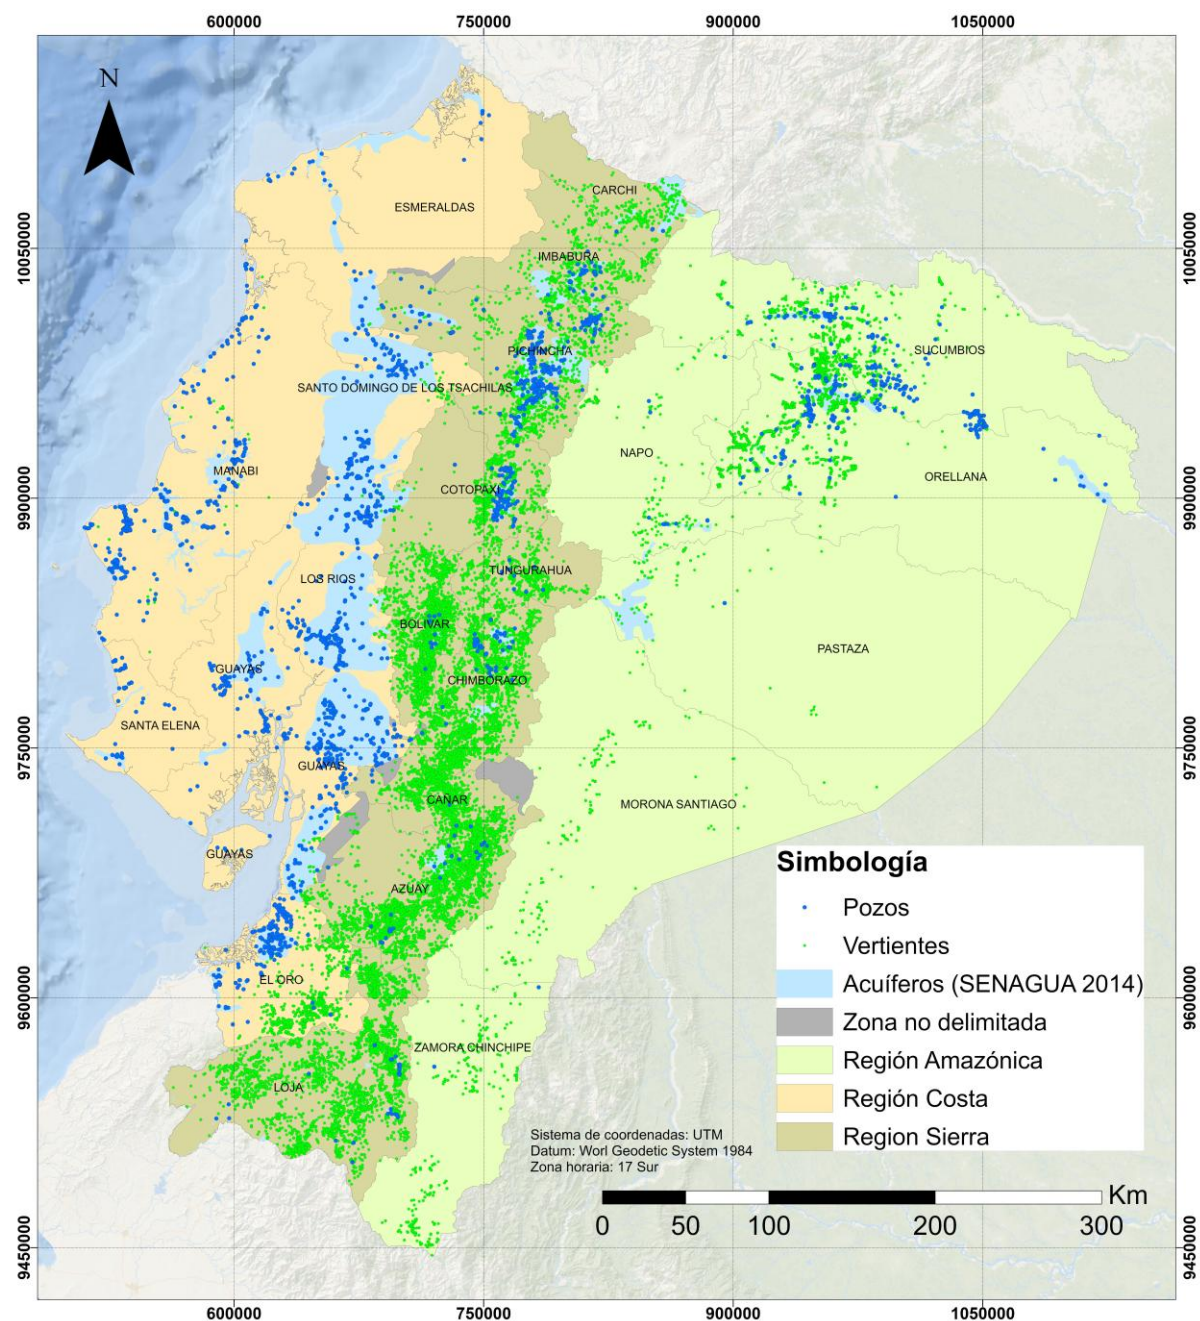 600000 750000 900000 1050000
N
CARCHI
ESMERALDAS
10050000 10050000
IMBABURA
PICHINCHA SUCUMBIOS
SANTO DOMINGO DE LOS TSACHILAS
NAPO
MANABI
ORELLANA
COTOPAXI
9900000 9900000
TUNGURAHUA
LOS RIOS
BOLIVAR
PASTAZA
GUAYAS
CHIMBORAZO
SANTA ELENA
9750000 9750000
GUAYAS
CAÑAR MORONA SANTIAGO
GUAYAS
AZUAY
EL ORO
9600000 9600000
ZAMORA CHINCHIPE
LOJA
Simbología
Pozos
Vertientes
Acuíferos (SENAGUA 2014)
Zona no delimitada
Región Amazónica
Región Costa
Region Sierra
Sistema de coordenadas: UTM
Datum: Worl Geodetic System 1984
Zona horaria: 17 Sur
Km
0 50 100 200 300
9450000 9450000
600000 750000 900000 1050000